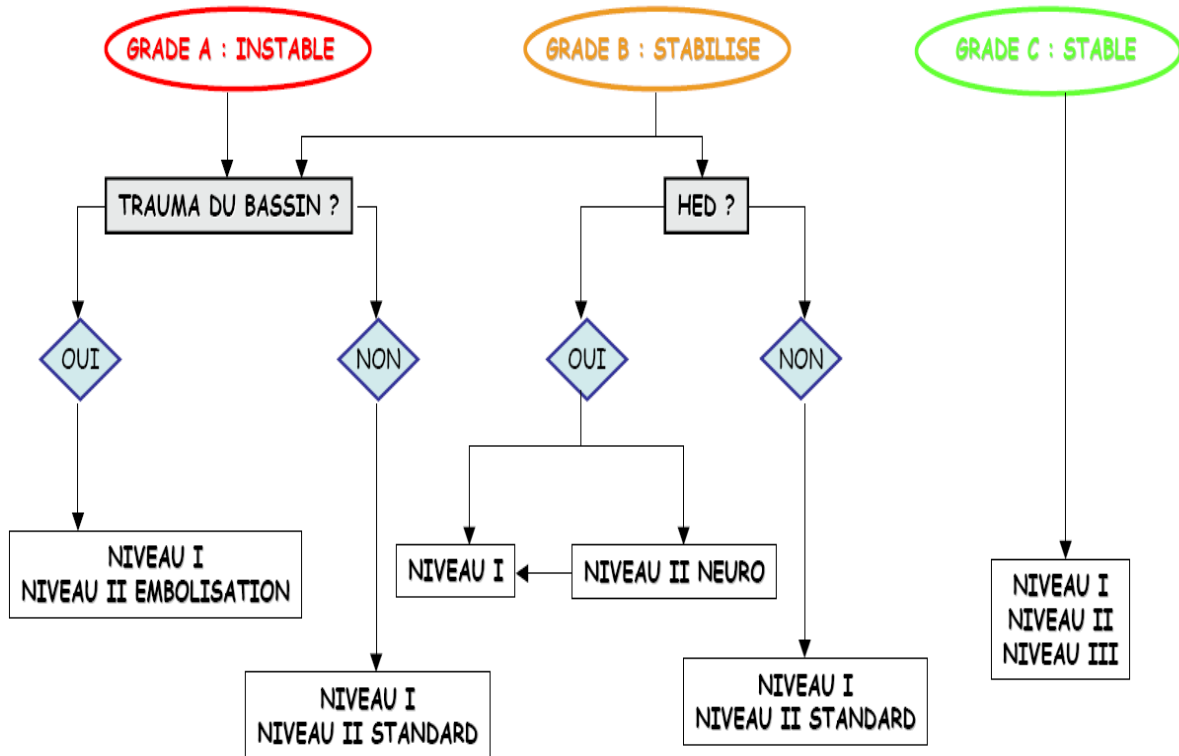 GRADE A : INSTABLE
GRADE B : STABILISE
GRADE C : STABLE
TRAUMA DU BASSIN ?
HED ?
OUI
NON
OUI
NON
NIVEAU I
NIVEAU II EMBOLISATION
NIVEAU I
NIVEAU II NEURO
NIVEAU I
NIVEAU II
NIVEAU III
NIVEAU I
NIVEAU II STANDARD
NIVEAU I
NIVEAU II STANDARD